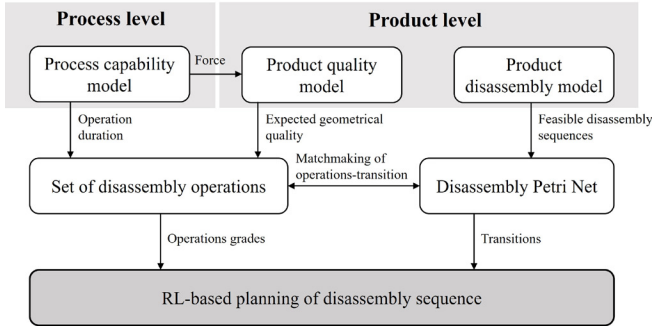 Process level
Product level
Process capability
model
Force
Product quality
model
Product
disassembly model
Operation
duration
Expected geometrical
quality
Feasible disassembly
sequences
Matchmaking of
operations-transition
Set of disassembly operations
Disassembly Petri Net
Operations grades
Transitions
RL-based planning of disassembly sequence